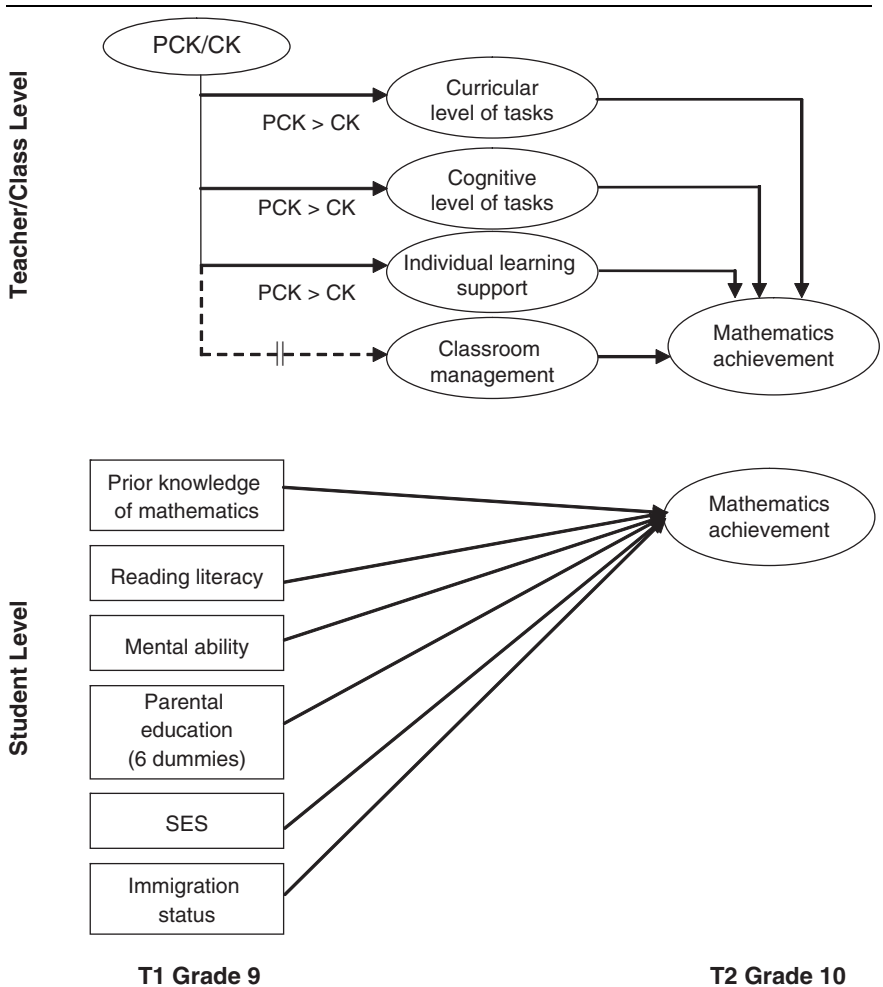 Teacher/Class Level
PCK/CK
Curricular
level of tasks
PCK > CK
Cognitive
level of tasks
PCK > CK
Individual learning
support
PCK > CK
Classroom
management
Mathematics
achievement
Student Level
Prior knowledge
of mathematics
Mathematics
achievement
Reading literacy
Mental ability
Parental
education
(6 dummies)
SES
Immigration
status
T1 Grade 9
T2 Grade 10